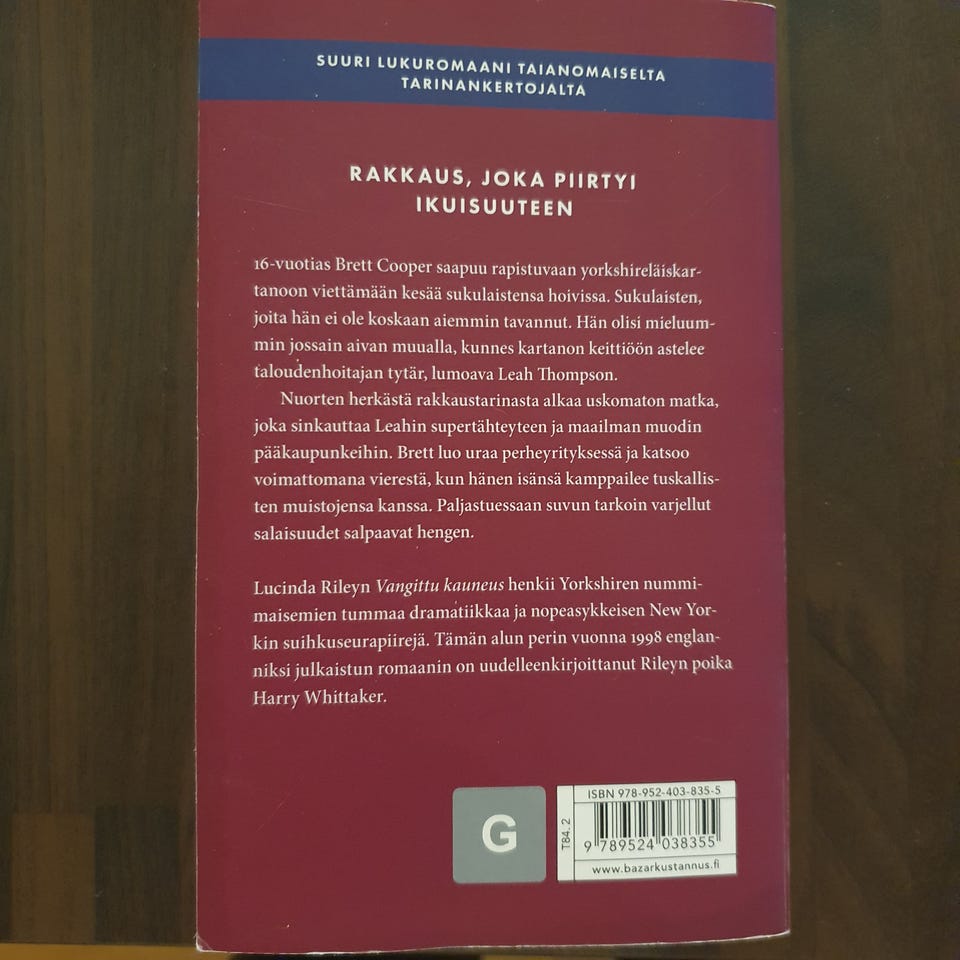 SUURI LUKUROMAANI TAIANOMAISELTA
TARINANKERTOJALTA
RAKKAUS, JOKA PIIRTYI
IKUISUUTEEN
16-vuotias Brett Cooper saapuu rapistuvaan yorkshireläiskar-
tanoon viettämään kesää sukulaistensa hoivissa. Sukulaisten,
joita hän ei ole koskaan aiemmin tavannut. Hän olisi mieluum-
min jossain aivan muualla, kunnes kartanon keittiöön astelee
taloudenhoitajan tytär, lumoava Leah Thompson.
Nuorten herkästä rakkaustarinasta alkaa uskomaton matka,
joka sinkauttaa Leahin supertähteyteen ja maailman muodin
pääkaupunkeihin. Brett luo uraa perheyrityksessä ja katsoo
voimattomana vierestä, kun hänen isänsä kamppailee tuskallis-
ten muistojensa kanssa. Paljastuessaan suvun tarkoin varjellut
salaisuudet salpaavat hengen.
Lucinda Rileyn Vangittu kauneus henkii Yorkshiren nummi-
maisemien tummaa dramatiikkaa ja nopeasykkeisen New Yor-
kin suihkuseurapiirejä. Tämän alun perin vuonna 1998 englan-
niksi julkaistun romaanin on uudelleenkirjoittanut Rileyn poika
Harry Whittaker.
G
T84.2
ISBN 978-952-403-835-5
9 789524 038355
www.bazarkustannus.fi